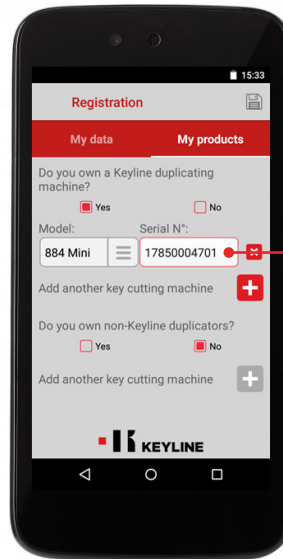 15:33
Registration
My data My products
Do you own a Keyline duplicating
machine?
Yes No
Model: Serial N°:
884 Mini 17850004701
Add another key cutting machine
Do you own non-Keyline duplicators?
Yes No
Add another key cutting machine
KEYLINE